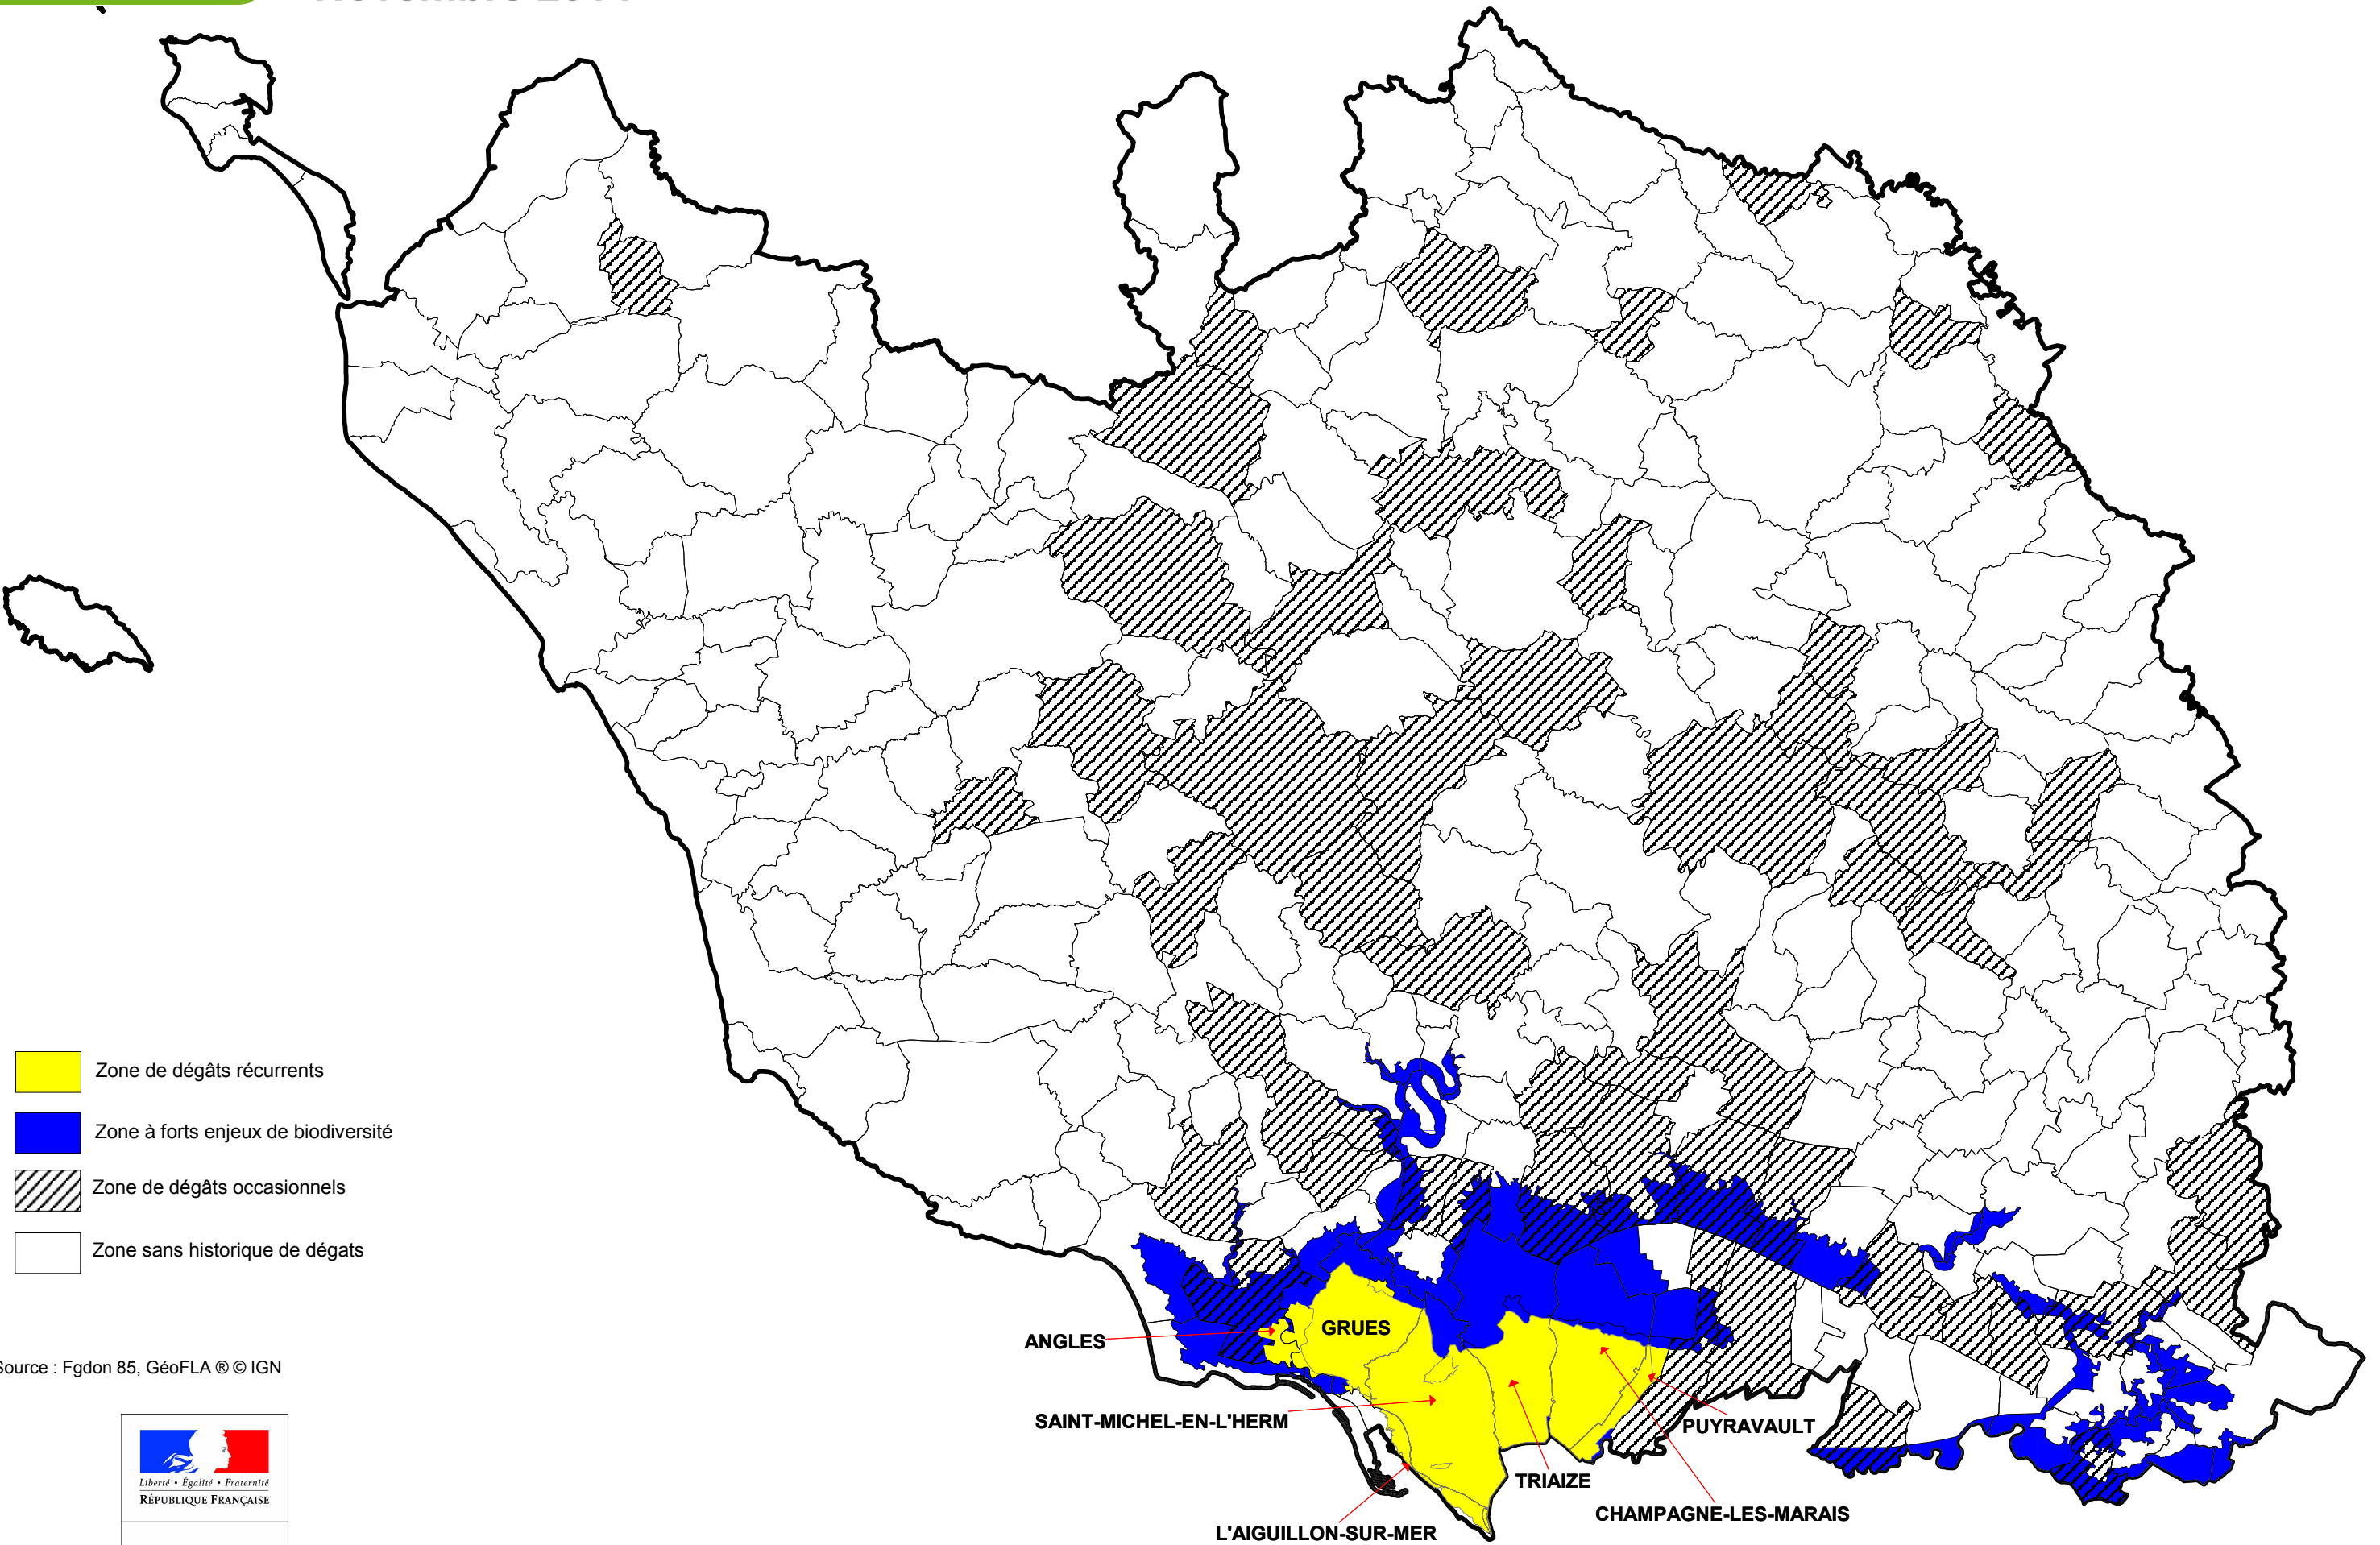 Zone de dégâts récurrents
Zone à forts enjeux de biodiversité
Zone de dégâts occasionnels
Zone sans historique de dégats
GRUES
ANGLES
SAINT-MICHEL-EN-L'HERM
PUYRAVAULT
TRIAIZE
CHAMPAGNE-LES-MARAIS
L'AIGUILLON-SUR-MER
Source : Fgdon 85, GéoFLA ® © IGN
Liberté • Égalité • Fraternité
RÉPUBLIQUE FRANÇAISE